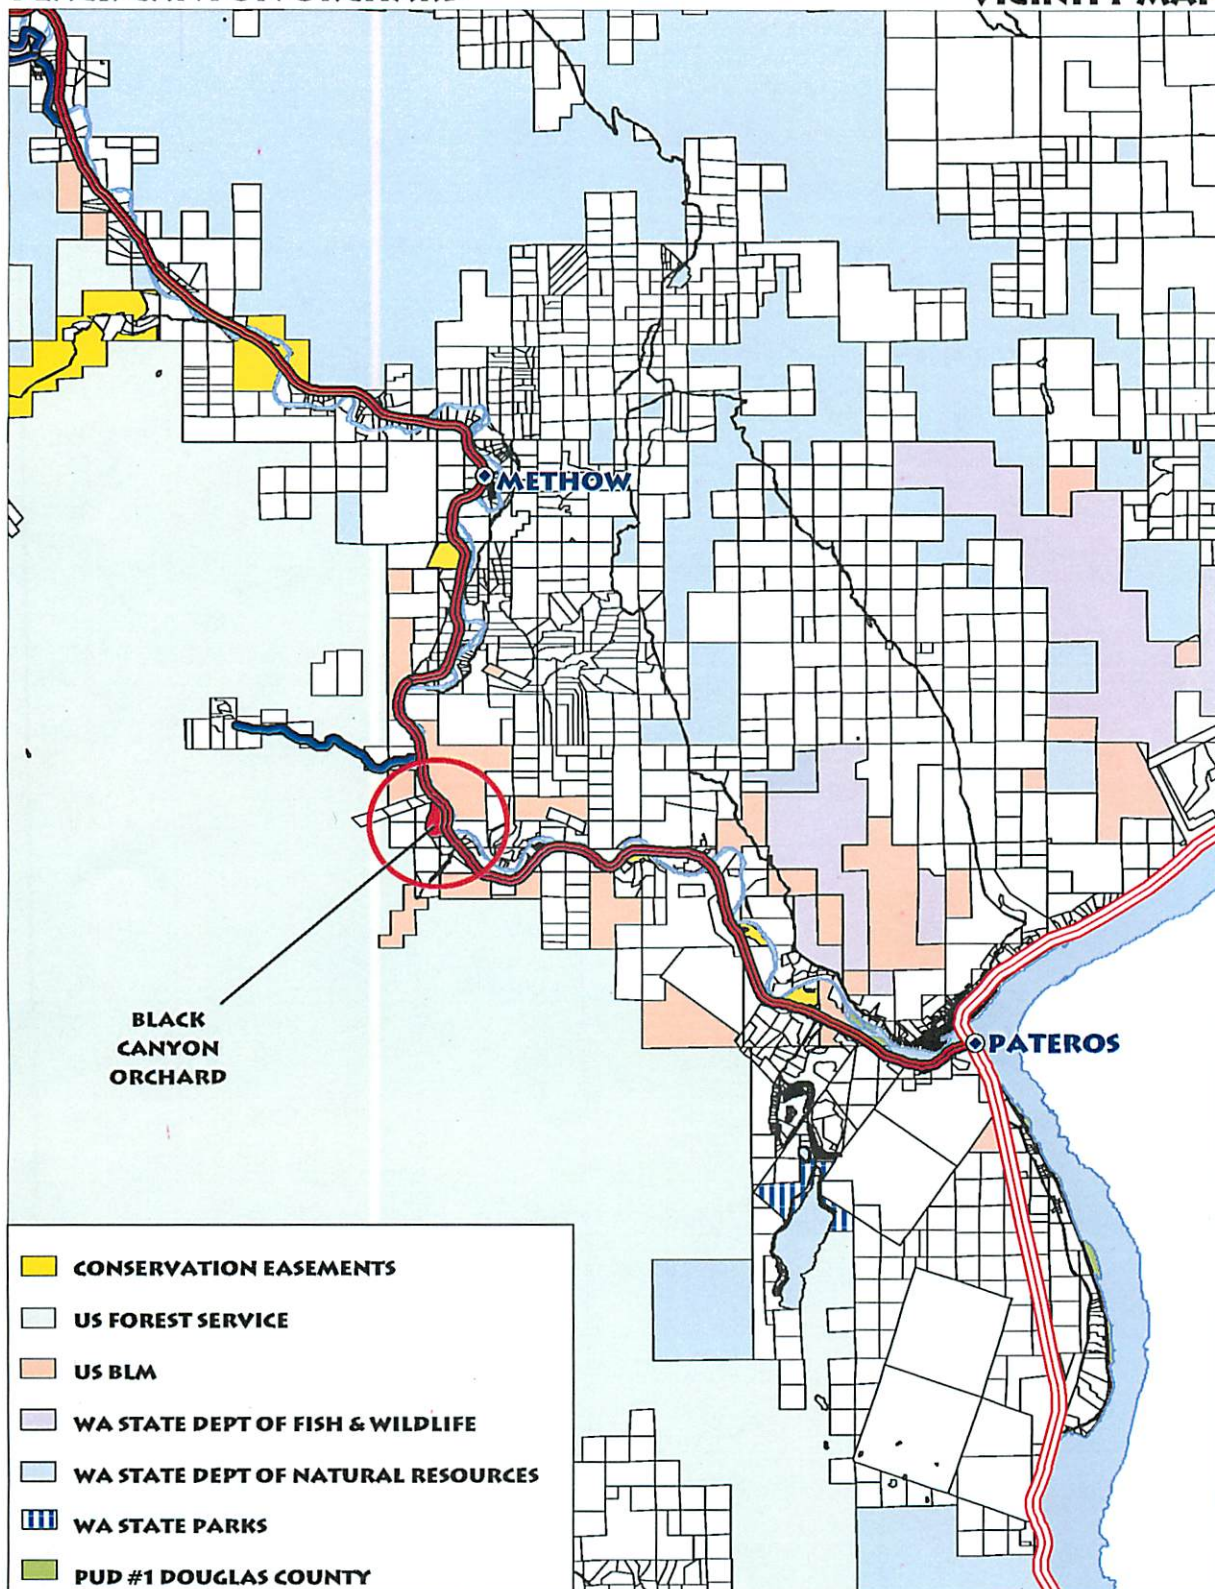 METHOW
PATEROS
BLACK
CANYON
ORCHARD
CONSERVATION EASEMENTS
US FOREST SERVICE
US BLM
WA STATE DEPT OF FISH & WILDLIFE
WA STATE DEPT OF NATURAL RESOURCES
WA STATE PARKS
PUD #1 DOUGLAS COUNTY